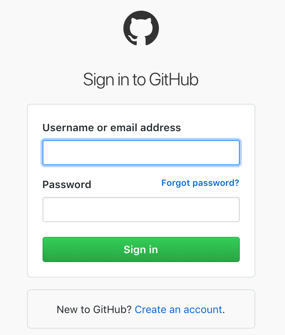 Sign in to GitHub
Username or email address
Password Forgot password?
Sign in
New to GitHub? Create an account.